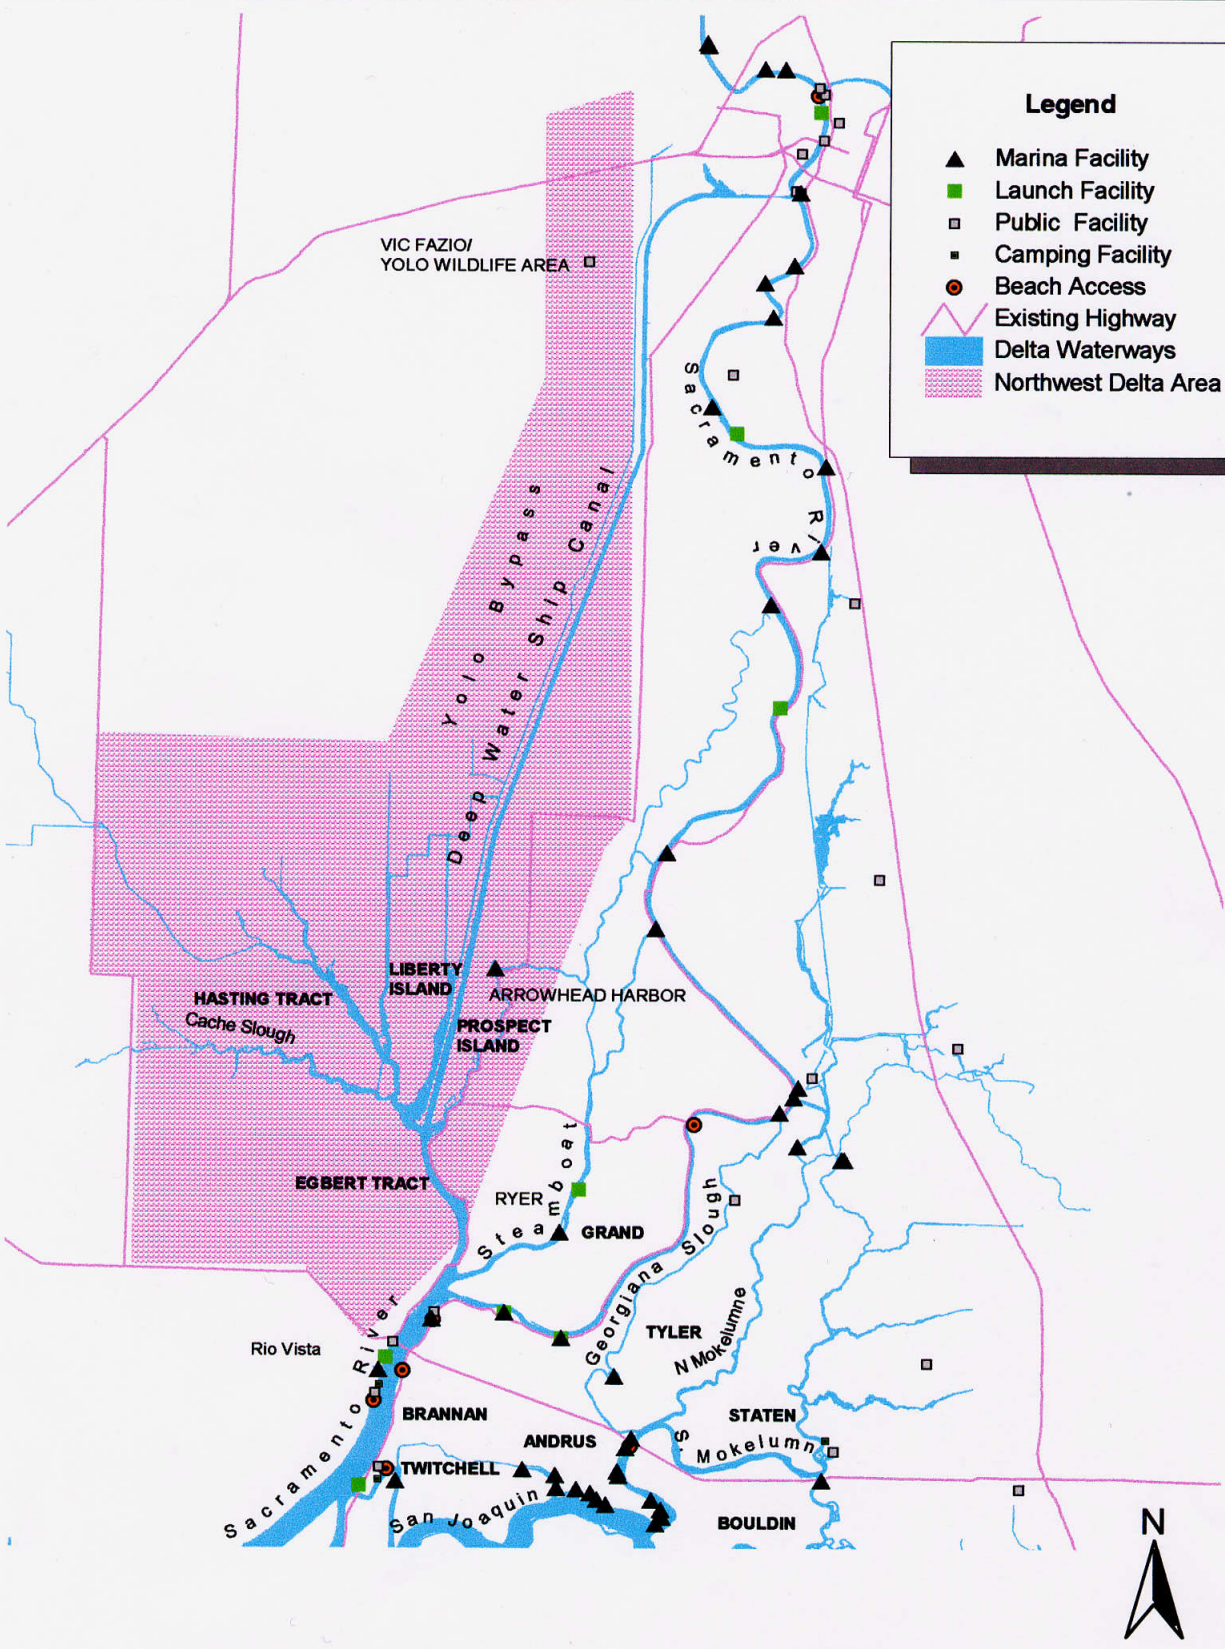 Legend
Marina Facility
Launch Facility
Public Facility
Camping Facility
Beach Access
Existing Highway
Delta Waterways
Northwest Delta Area
VIC FAZIO/
YOLO WILDLIFE AREA
Sacramento River
Yolo Bypass
Deep Water Ship Canal
LIBERTY
ISLAND
HASTING TRACT
Cache Slough
ARROWHEAD HARBOR
PROSPECT
ISLAND
EGBERT TRACT
RYER
Steamboat
GRAND
Georgiana Slough
TYLER
N Mokelumne
Rio Vista
Sacramento River
BRANNAN
STATEN
ANDRUS
S. Mokelumn
TWITCHELL
San Joaquin
BOULDIN
N